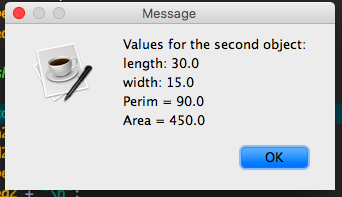 Message
Values for the second object:
length: 30.0
width: 15.0
Perim = 90.0
Area = 450.0
OK